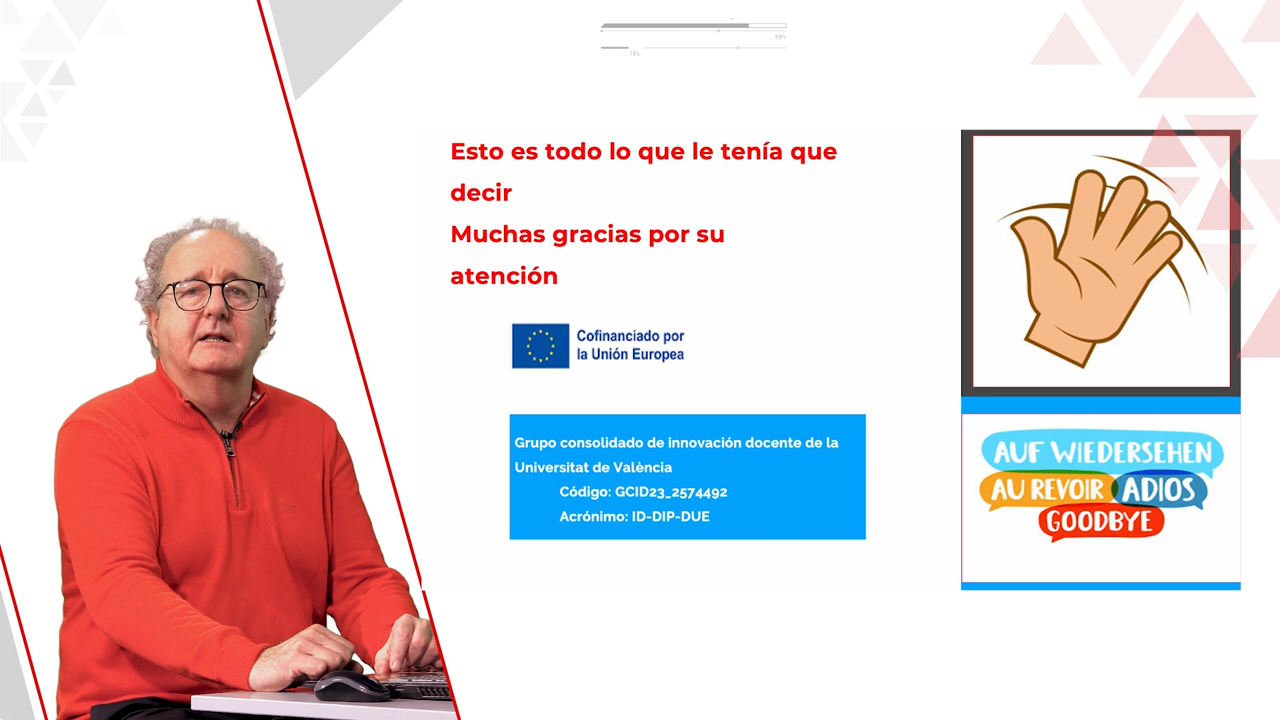 80%
70%
Esto es todo lo que le tenía que
decir
Muchas gracias por su
atención
Cofinanciado por
la Unión Europea
Grupo consolidado de innovación docente de la
Universitat de València
Código: GCID23_2574492
Acrónimo: ID-DIP-DUE
AUF WIEDERSEHEN
AU REVOIR
ADIOS
GOODBYE